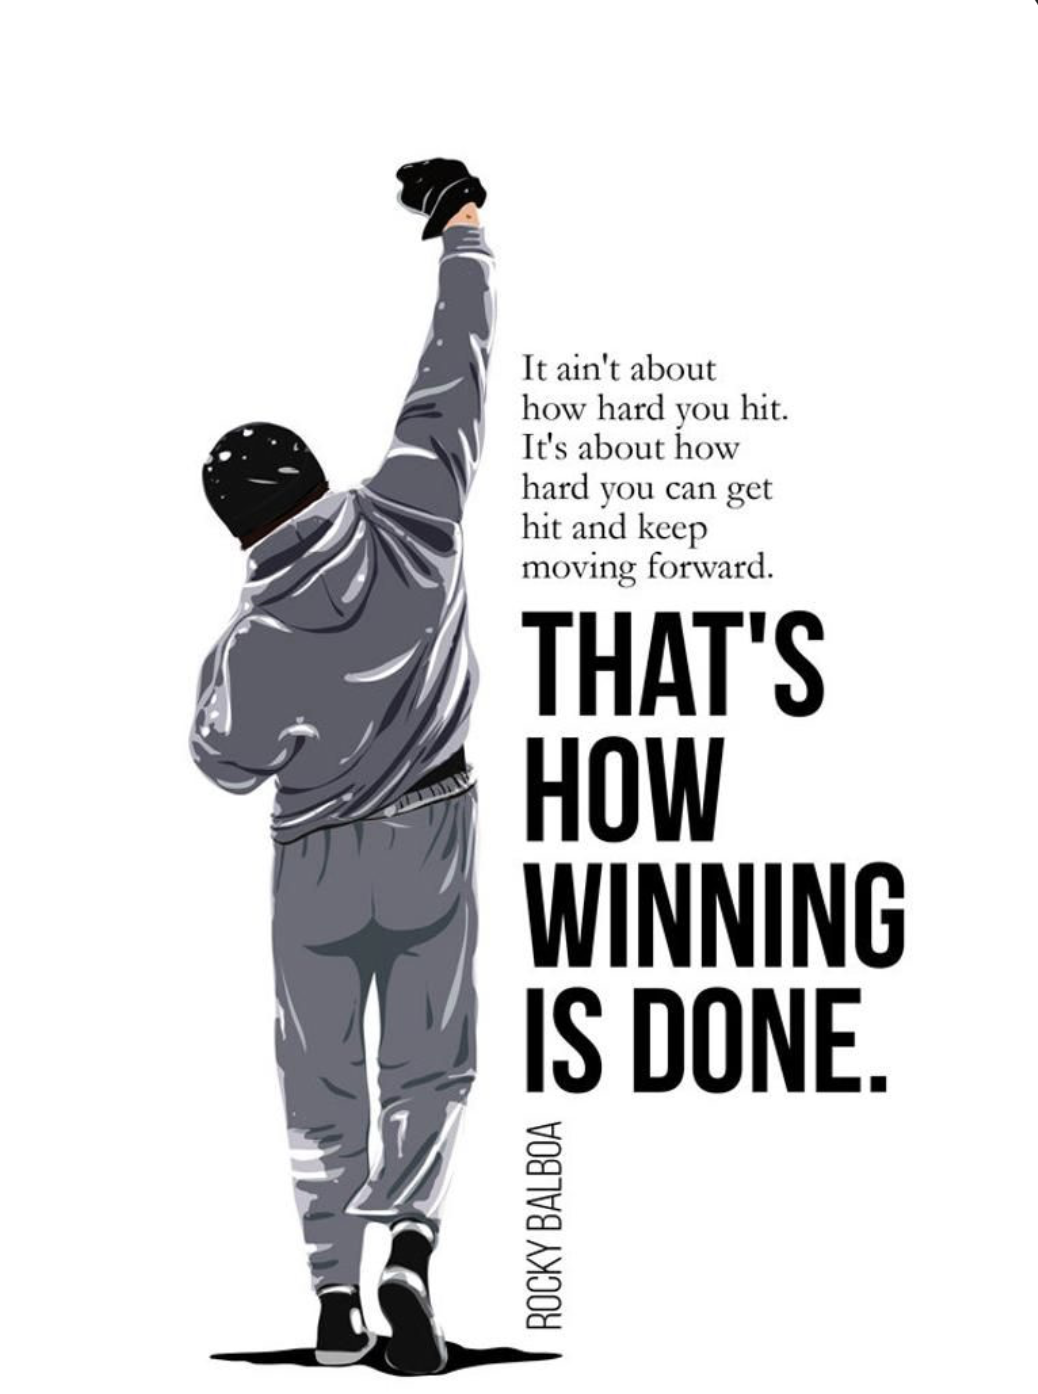 It ain't about
how hard you hit.
It's about how
hard you can get
hit and keep
moving forward.
THAT'S
HOW
WINNING
IS DONE.
ROCKY BALBOA